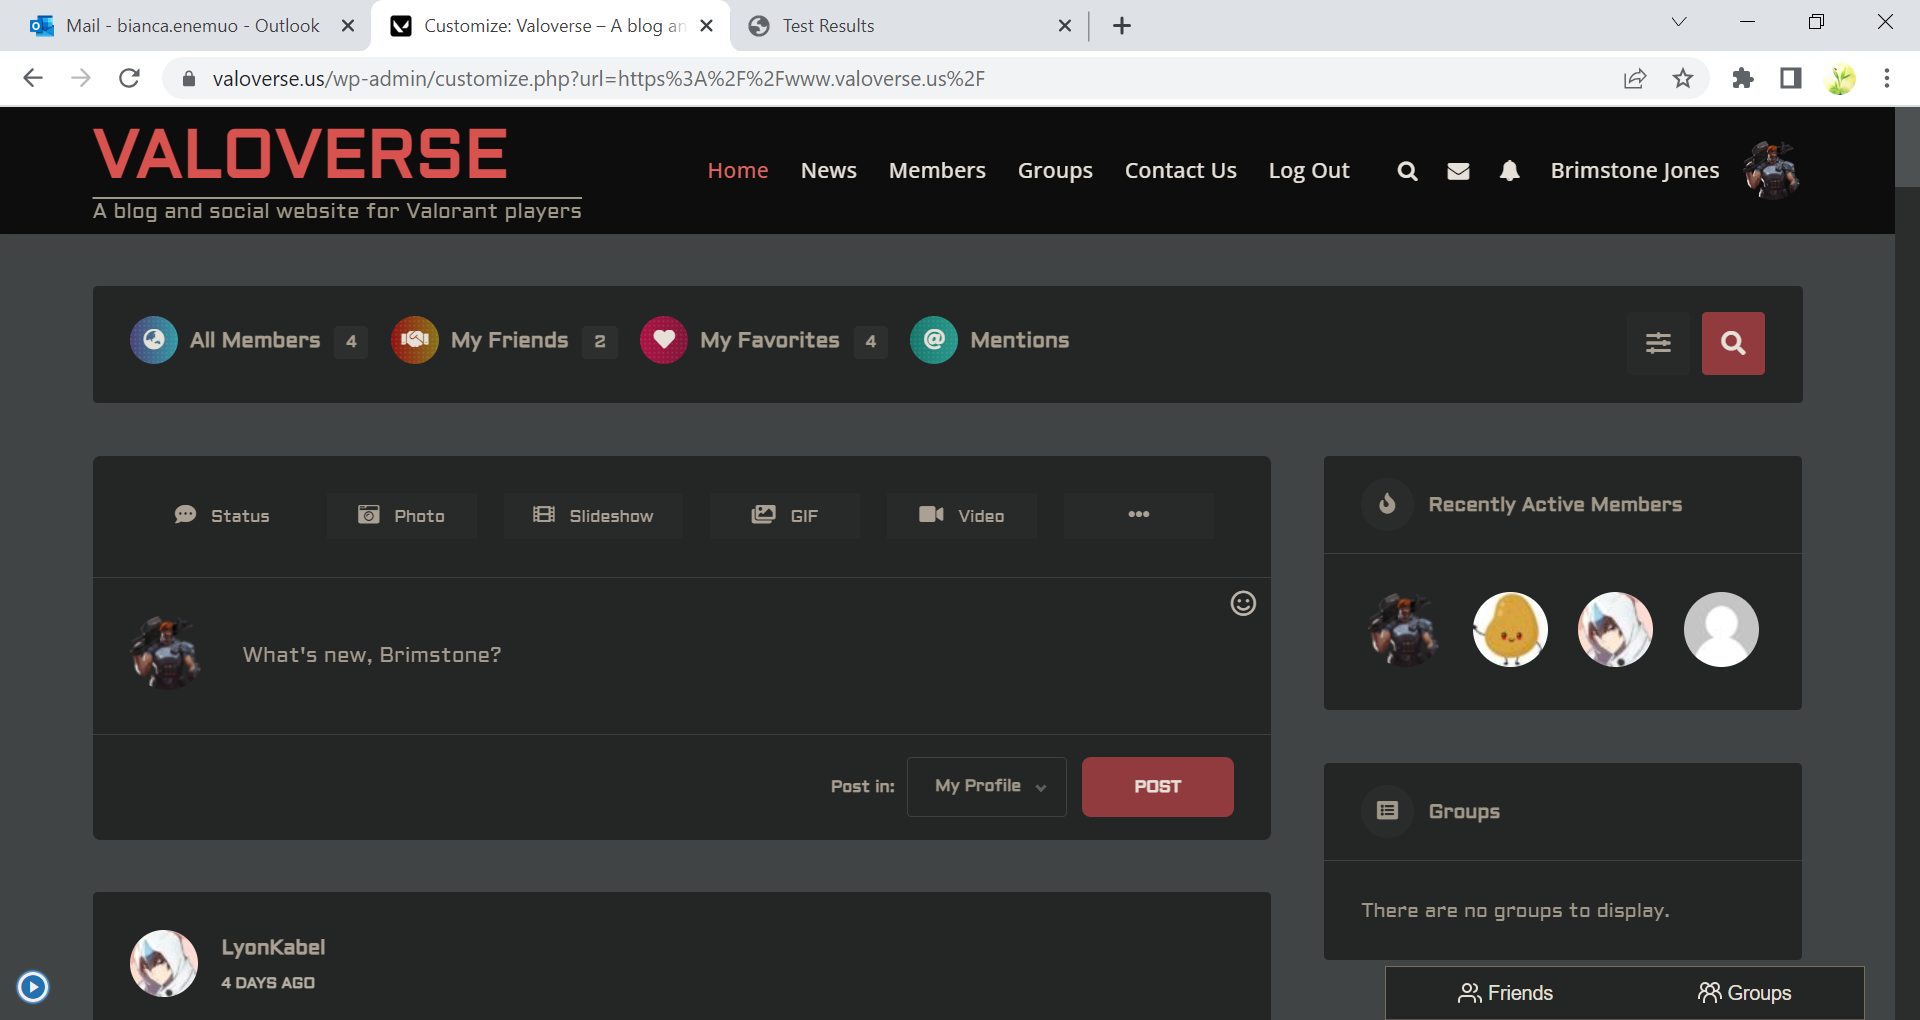 Mail - bianca.enemuo - Outlook
Customize: Valoverse – A blog an
Test Results
valoverse.us/wp-admin/customize.php?url=https%3A%2F%2Fwww.valoverse.us%2F
VALOVERSE
A blog and social website for Valorant players
Home News Members Groups Contact Us Log Out Brimstone Jones
All Members 4 My Friends 2 My Favorites 4 @ Mentions
Status Photo Slideshow GIF Video •••
What's new, Brimstone?
Post in: My Profile POST
LyonKabel
4 DAYS AGO
Recently Active Members
Groups
There are no groups to display.
Friends Groups